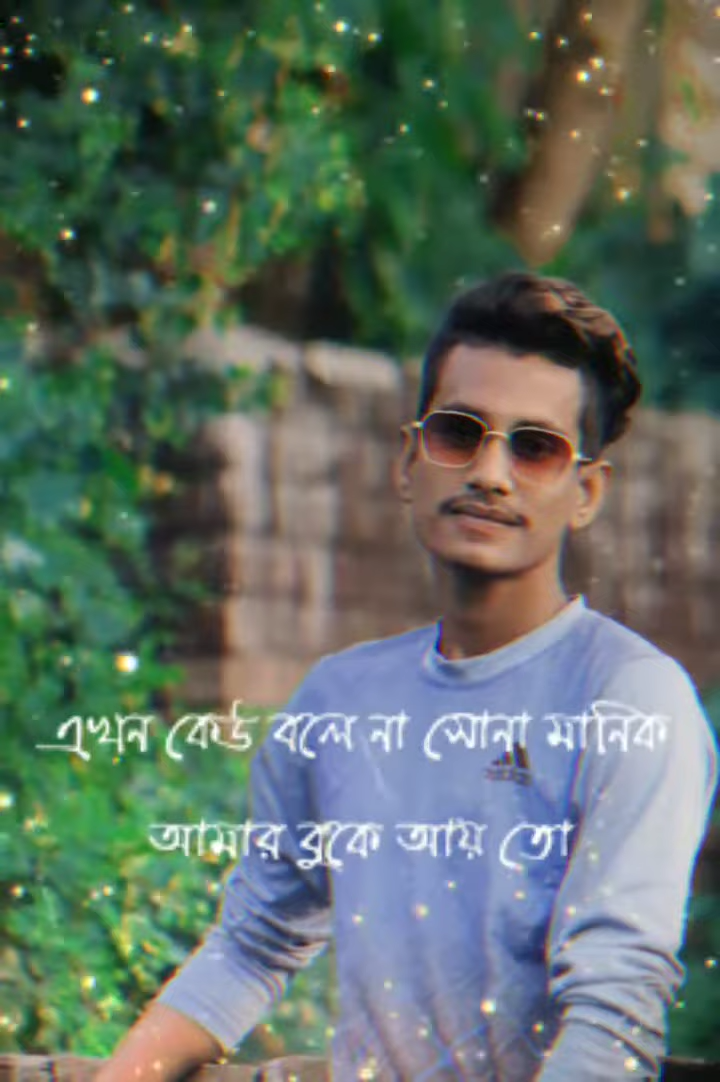 এখন কেউ বলে না সোনা মানিক
আমার বুকে আয় তো